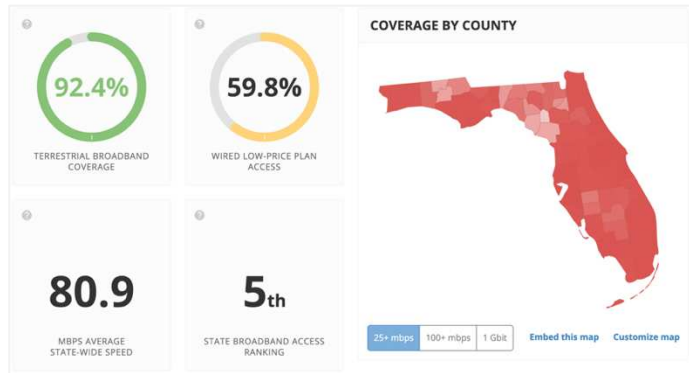 92.4%
TERRESTRIAL BROADBAND
COVERAGE
59.8%
WIRED LOW-PRICE PLAN
ACCESS
80.9
MBPS AVERAGE
STATE-WIDE SPEED
5th
STATE BROADBAND ACCESS
RANKING
COVERAGE BY COUNTY
25+ mbps
100+ mbps
1 Gbit
Embed this map
Customize map